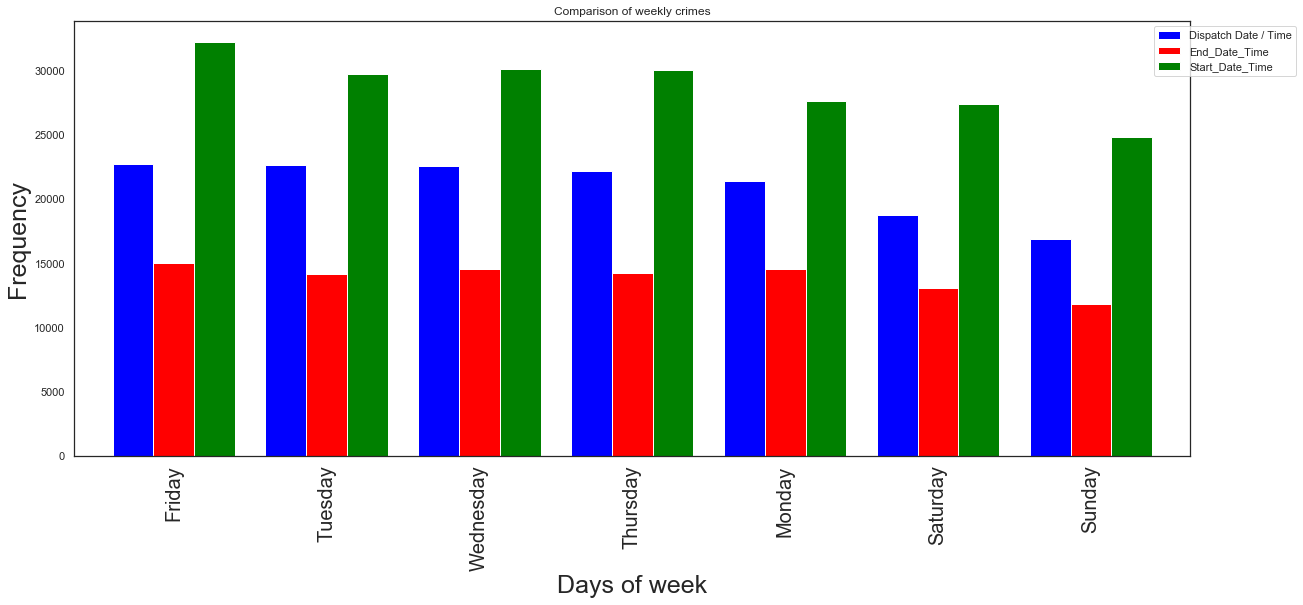 Comparison of weekly crimes
Dispatch Date / Time
End_Date_Time
Start_Date_Time
Frequency
30000
25000
20000
15000
10000
5000
0
Friday
Tuesday
Wednesday
Thursday
Monday
Saturday
Sunday
Days of week